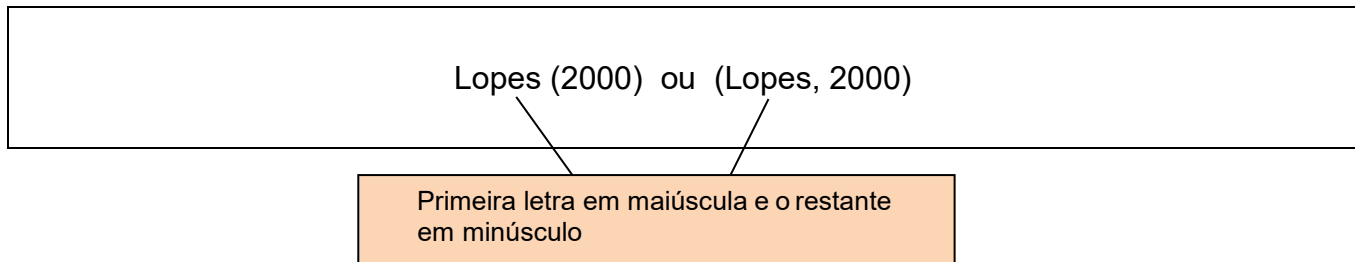 Lopes (2000) ou (Lopes, 2000)
Primeira letra em maiúscula e o restante
em minúsculo